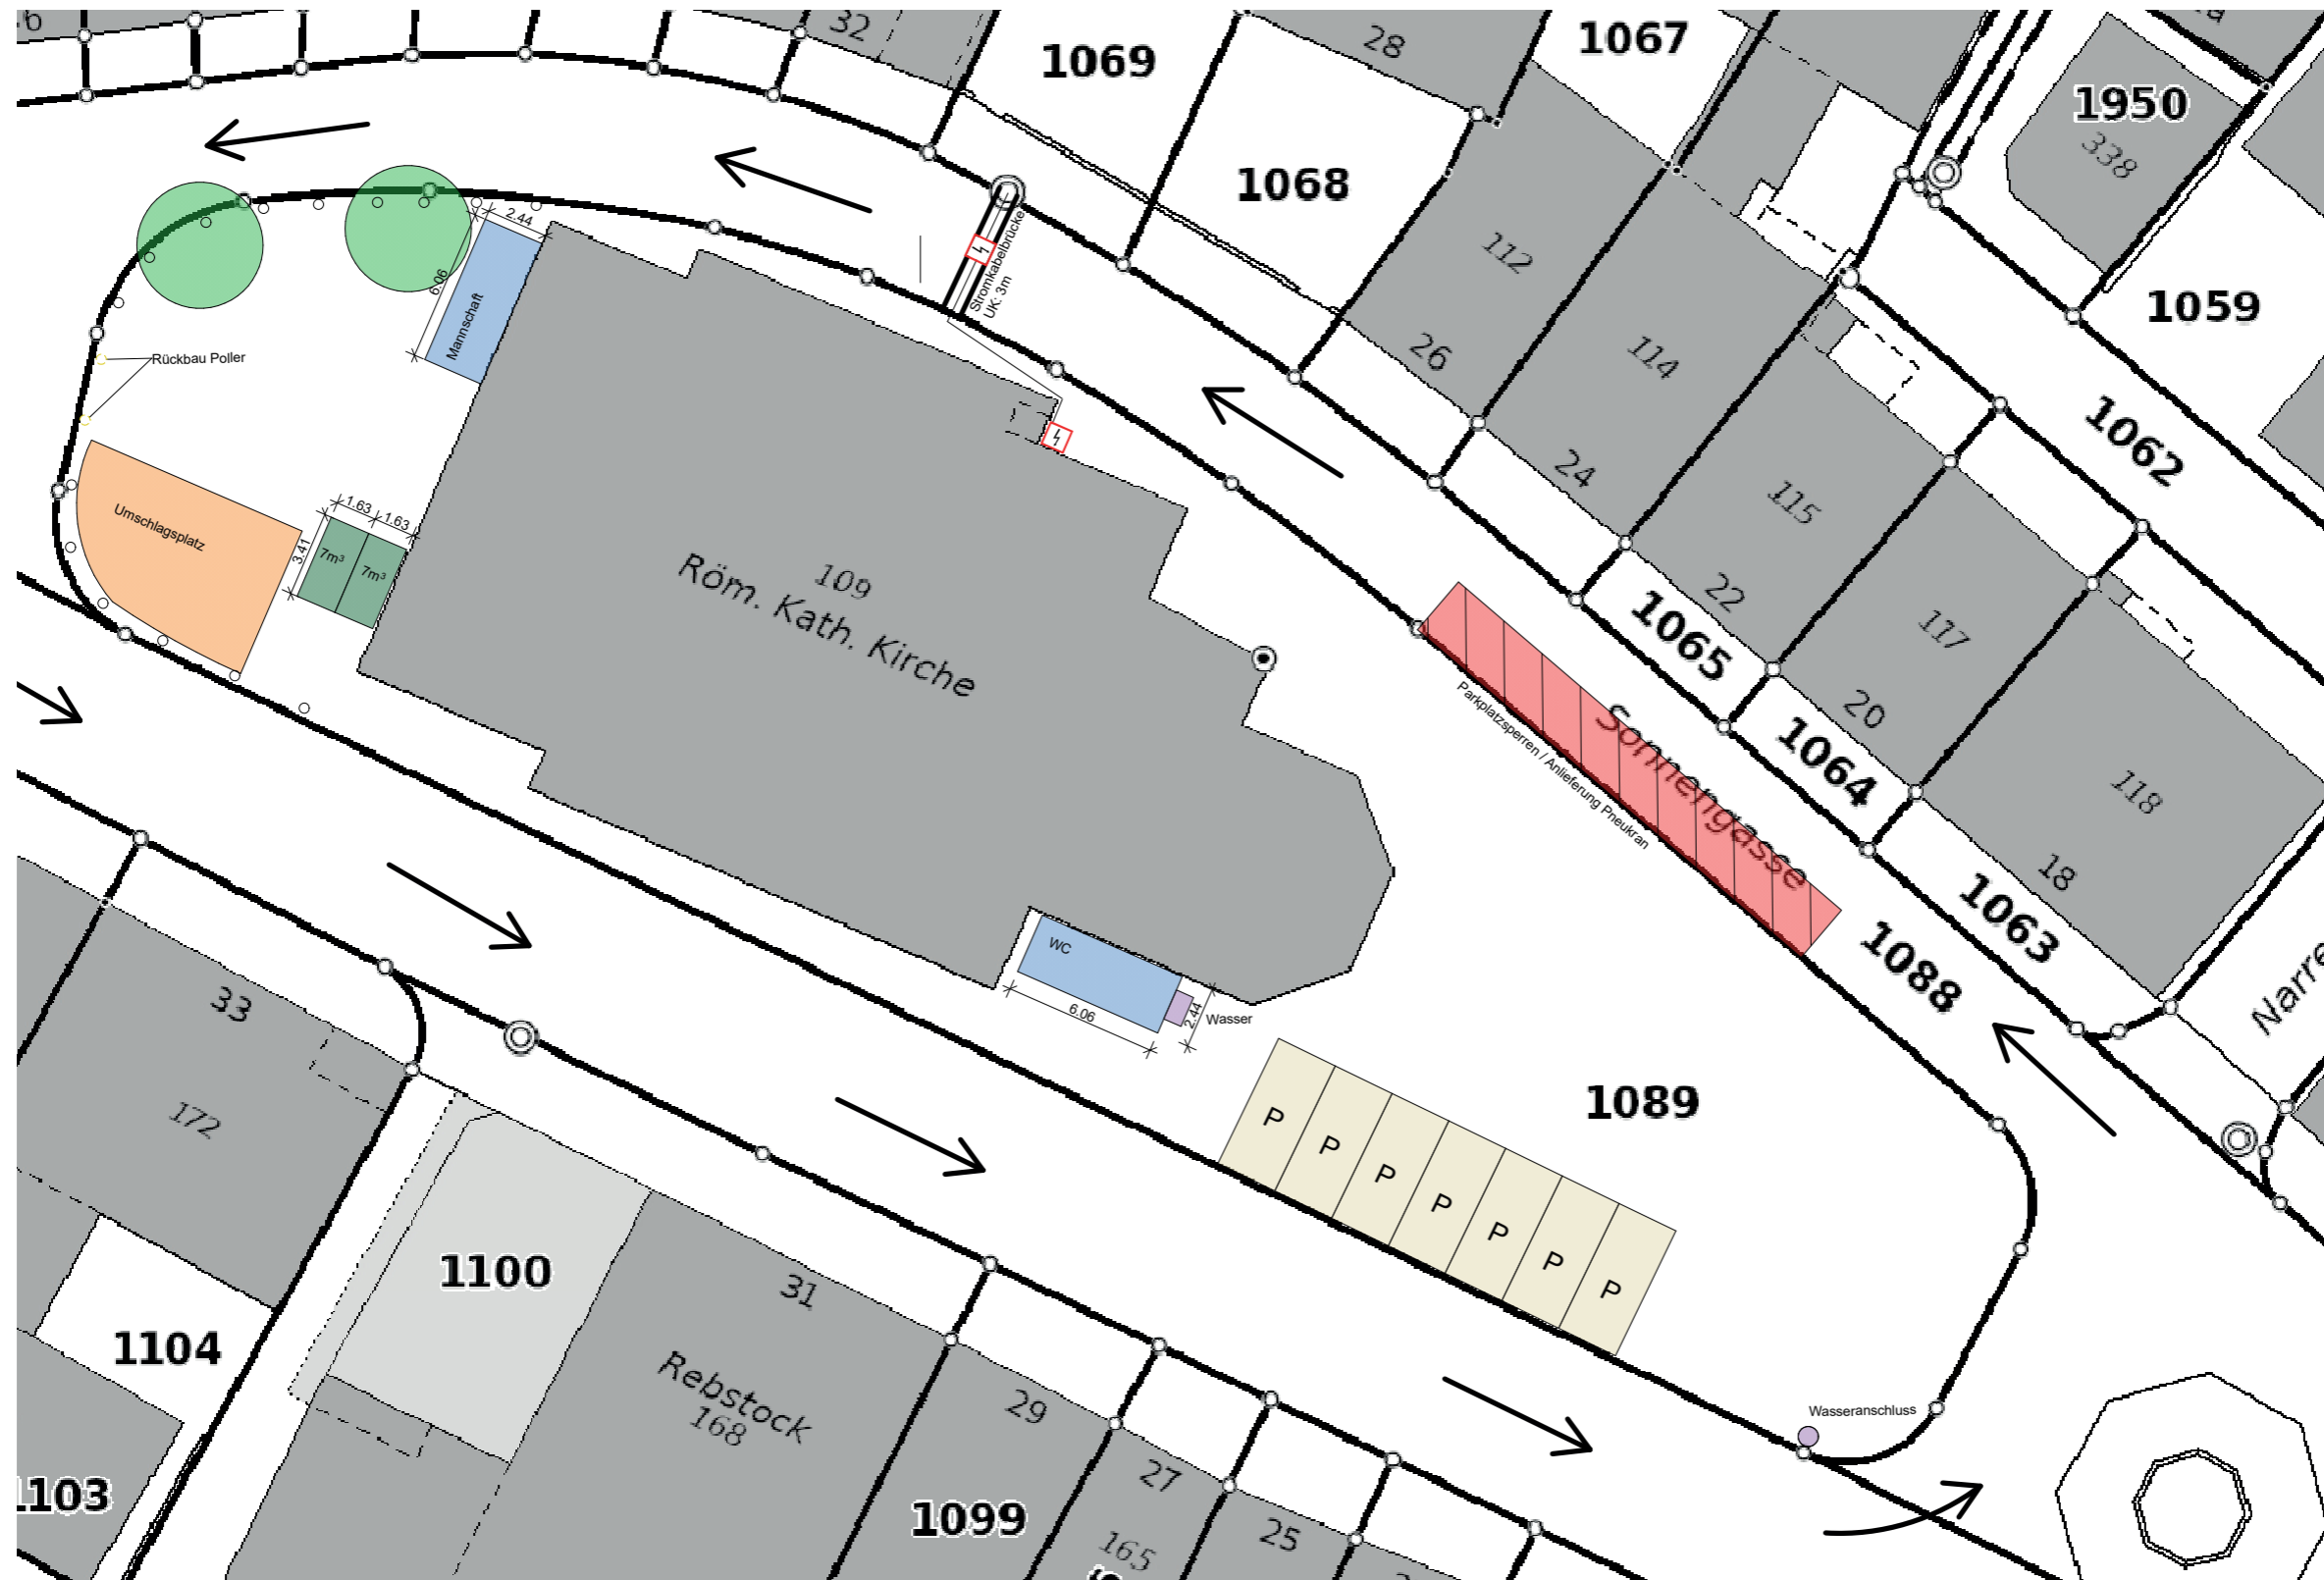 32
1069
28
1067
1950
338
1068
2.44
6.06
Mannschaft
Stromkabelbrücke
UK: 3m
112
1059
Rückbau Poller
26
114
1062
24
115
Umschlagsplatz
1.63
1.63
3.41
7m³
7m³
109
Röm. Kath. Kirche
22
1065
117
20
1064
118
Parkplatzsperren / Anlieferung Pneukran
Sonnengasse
18
1063
1088
WC
6.06
2.44
Wasser
33
172
1089
P
P
P
P
P
P
P
1100
31
1104
Rebstock
168
29
27
25
165
1099
1103
Wasseranschluss